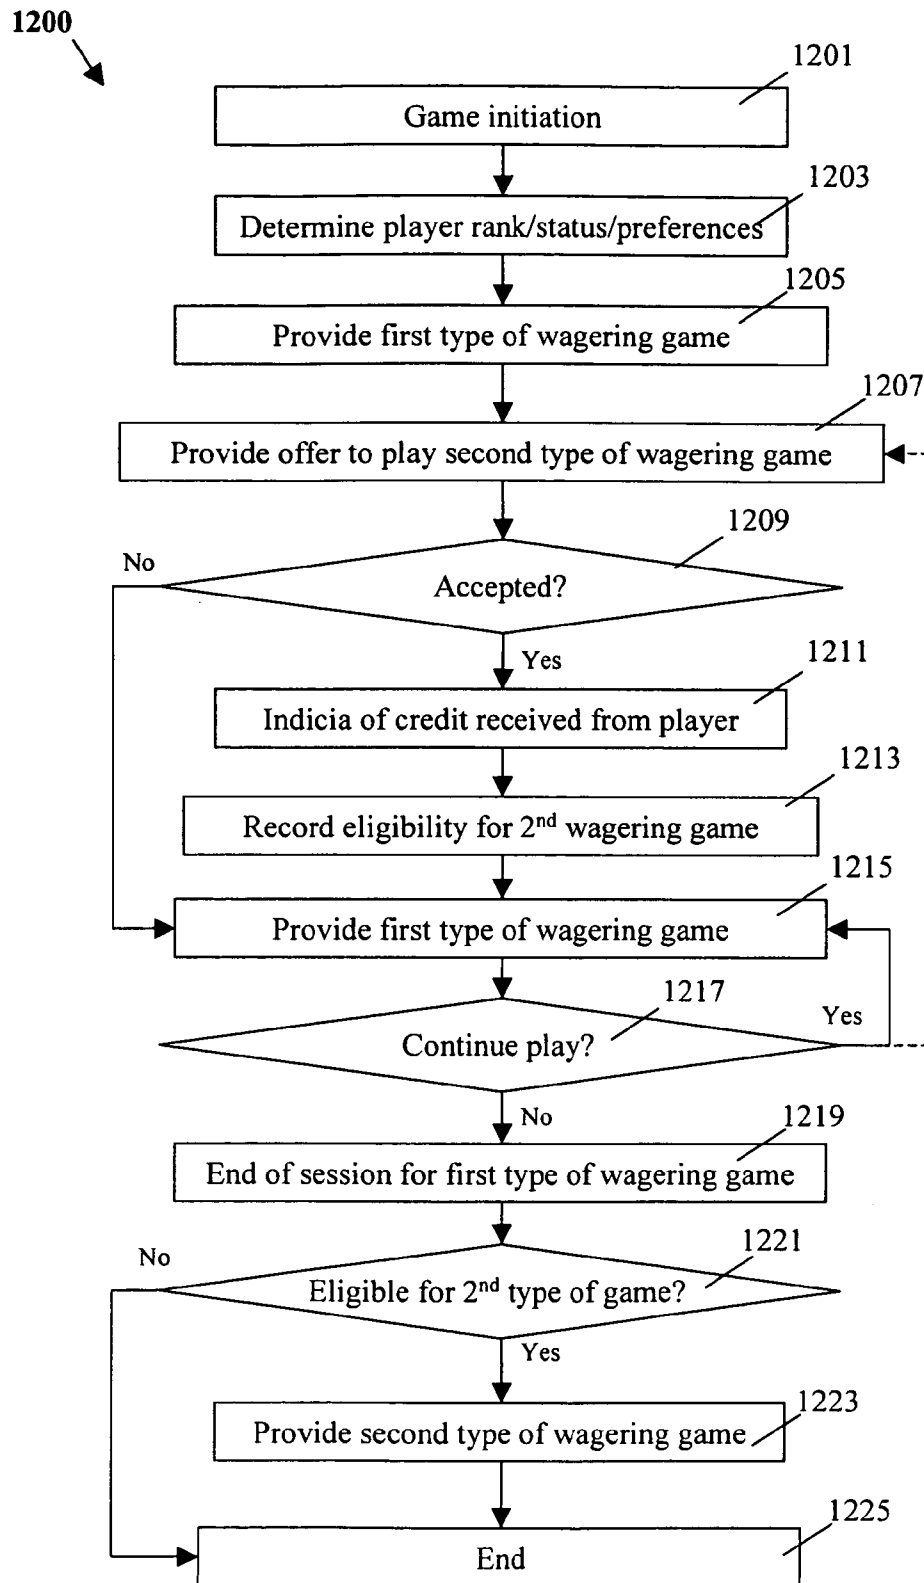 1200
1201
Game initiation
1203
Determine player rank/status/preferences
1205
Provide first type of wagering game
1207
Provide offer to play second type of wagering game
1209
No
Accepted?
Yes
1211
Indicia of credit received from player
1213
Record eligibility for 2nd wagering game
1215
Provide first type of wagering game
1217
Yes
Continue play?
No
1219
End of session for first type of wagering game
1221
No
Eligible for 2nd type of game?
Yes
1223
Provide second type of wagering game
1225
End